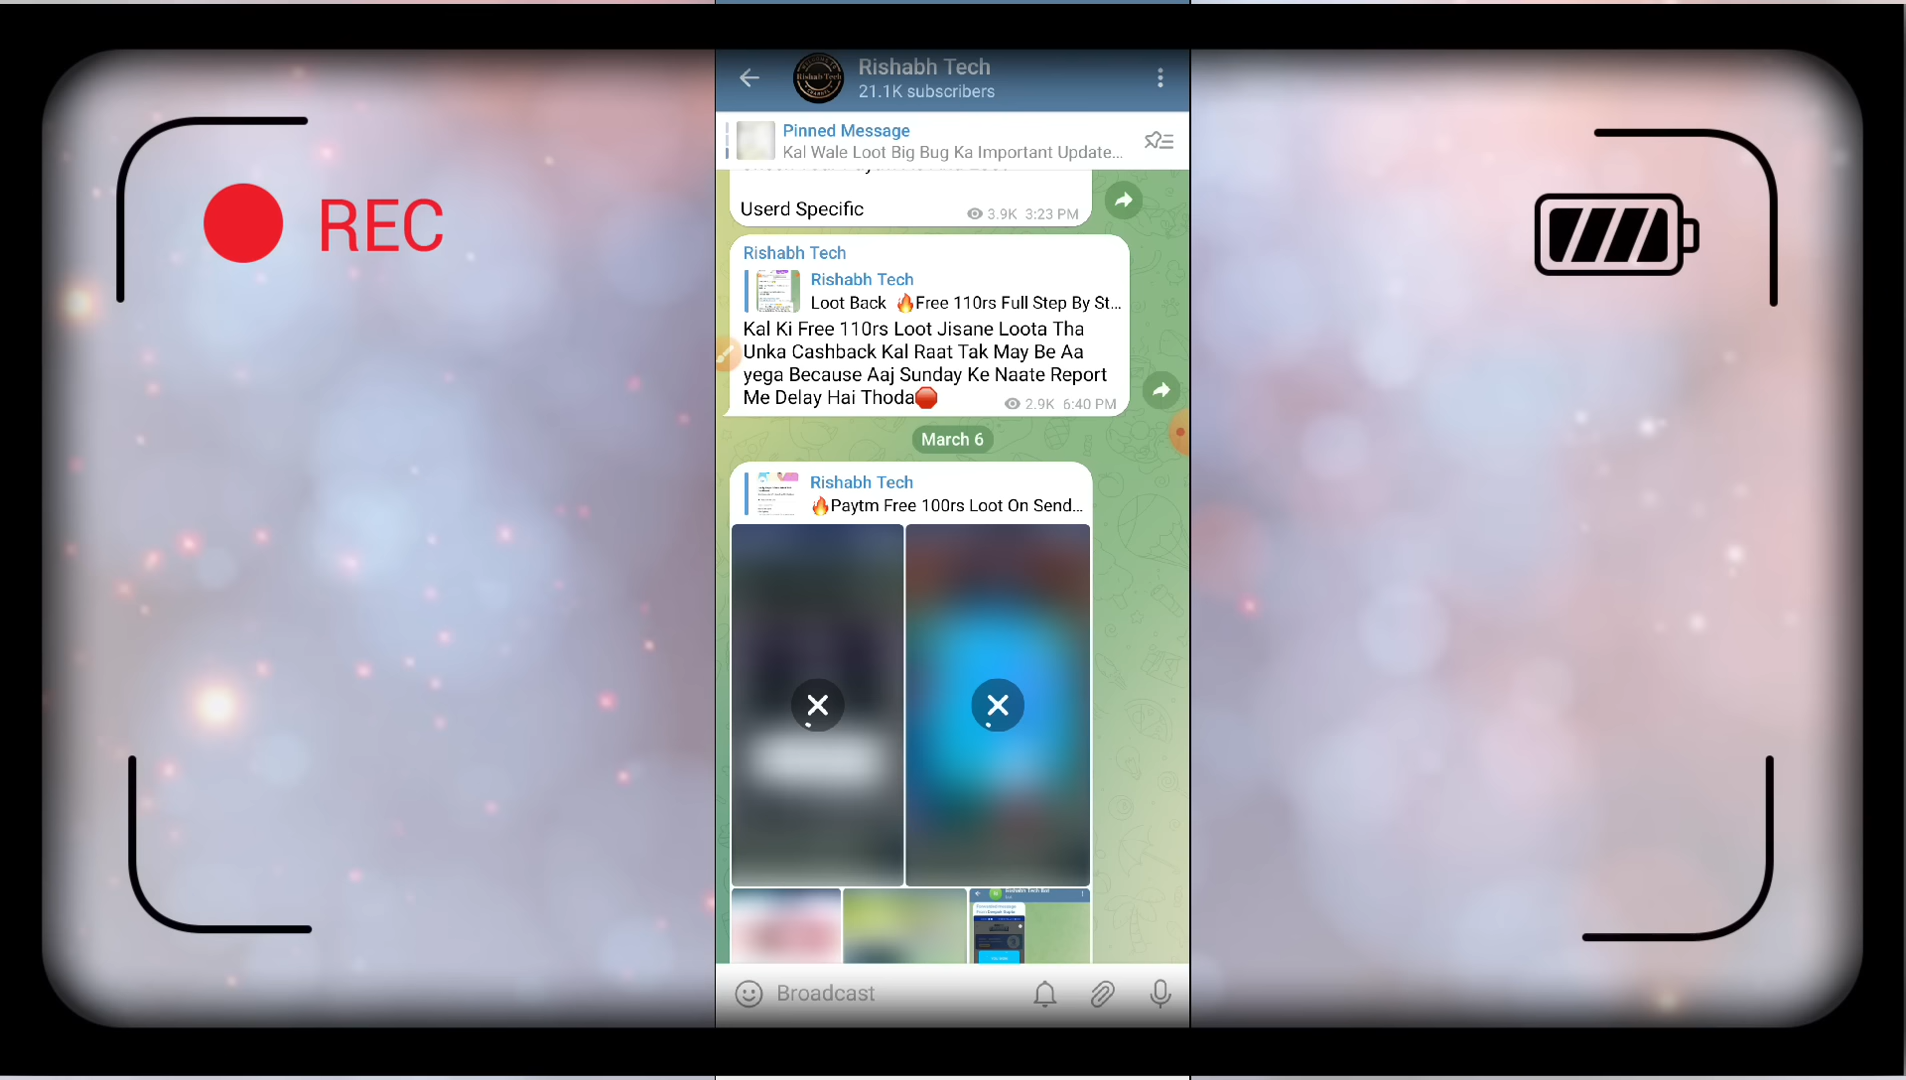 Rishabh Tech
21.1K subscribers
Pinned Message
Kal Wale Loot Big Bug Ka Important Update...
REC
Userd Specific
3.9K 3:23 PM
Rishabh Tech
Rishabh Tech
Loot Back 🔥Free 110rs Full Step By St...
Kal Ki Free 110rs Loot Jisane Loota Tha
Unka Cashback Kal Raat Tak May Be Aa
yega Because Aaj Sunday Ke Naate Report
Me Delay Hai Thoda🛑
2.9K 6:40 PM
March 6
Rishabh Tech
🔥Paytm Free 100rs Loot On Send...
Broadcast